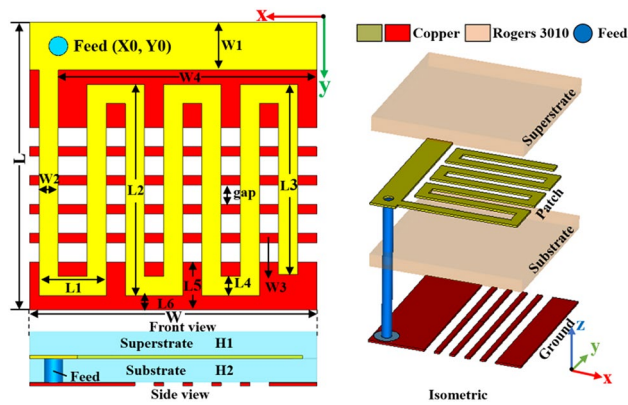 x
Feed (X0, Y0)
W1
W4
y
L
W2
L2
L3
gap
L1
L4
L5
W3
L6
W
Front view
Superstrate H1
Substrate H2
Feed
Side view
Copper Rogers 3010 Feed
Superstrate
Patch
Substrate
Ground
z
y
x
Isometric